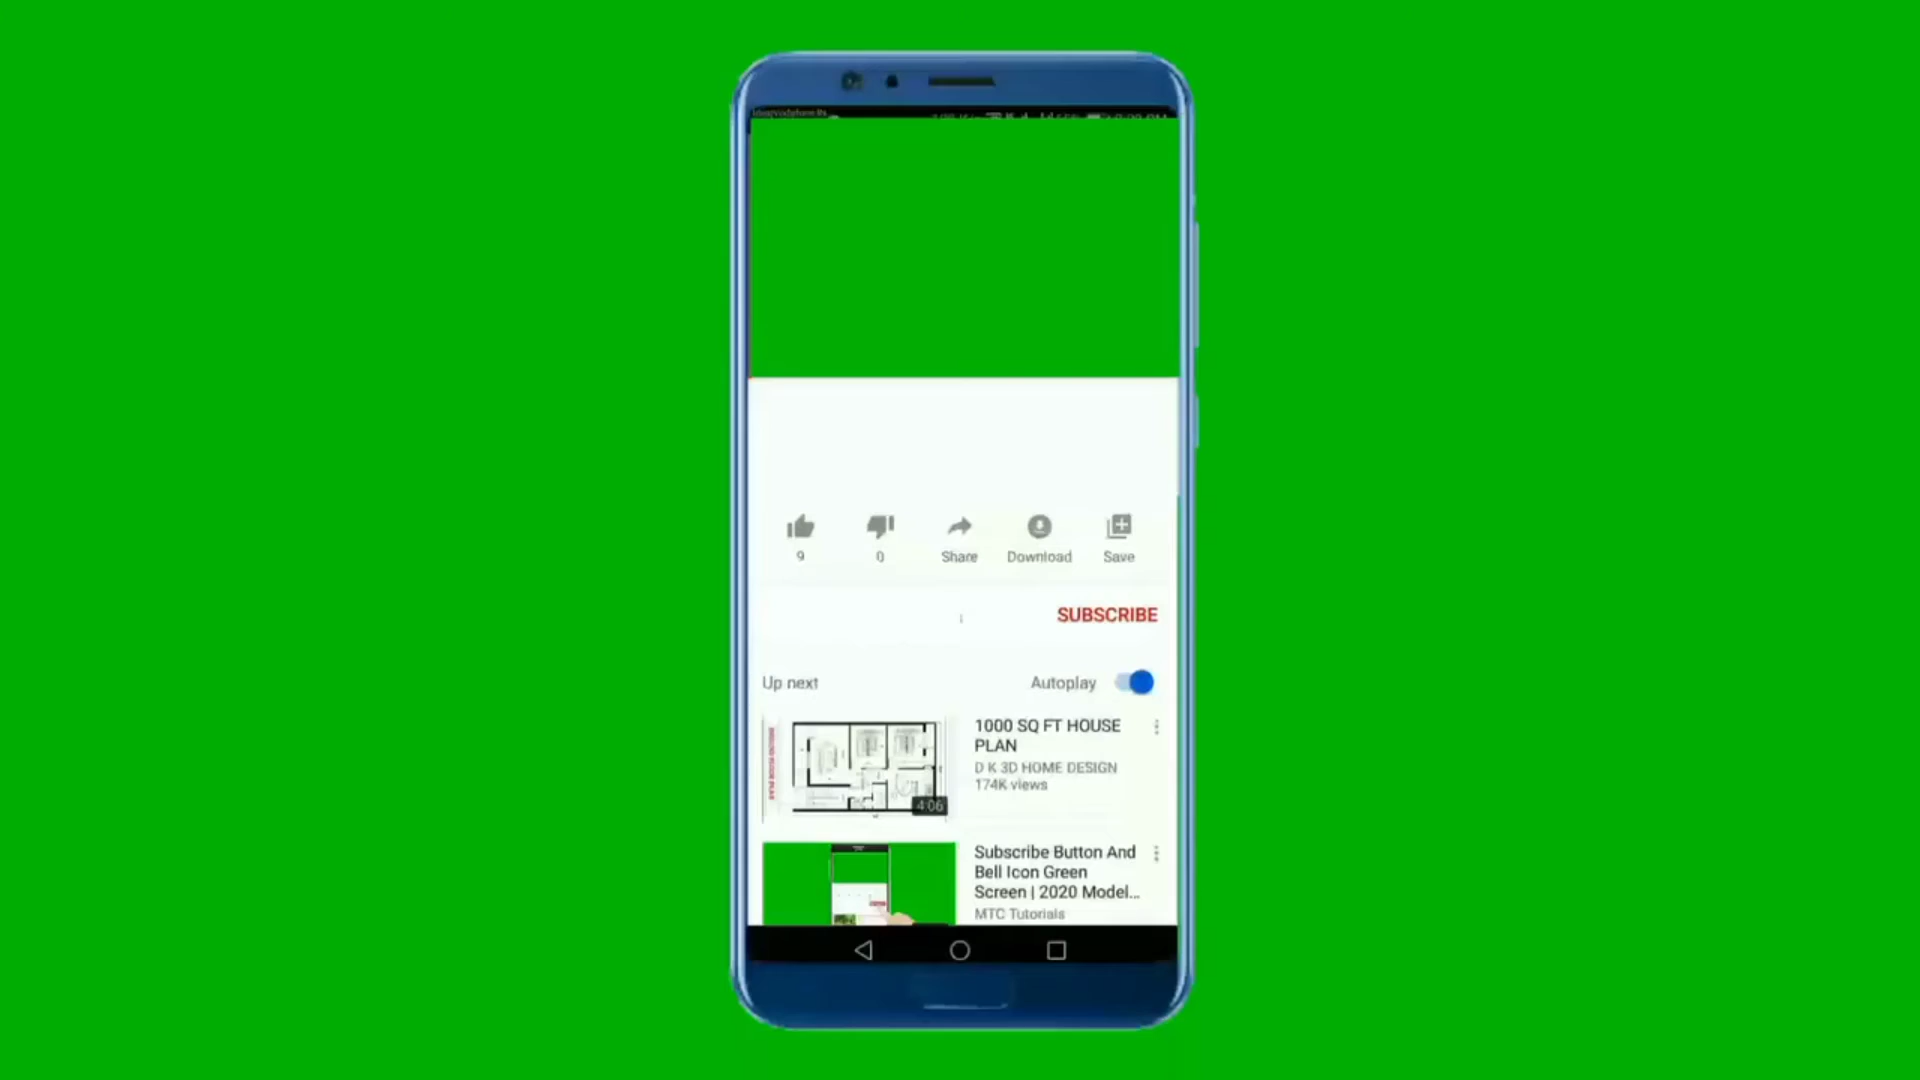 9
0
Share
Download
Save
SUBSCRIBE
Up next
Autoplay
1000 SQ FT HOUSE
PLAN
D K 3D HOME DESIGN
174K views
4:06
Subscribe Button And
Bell Icon Green
Screen | 2020 Model...
MTC Tutorials